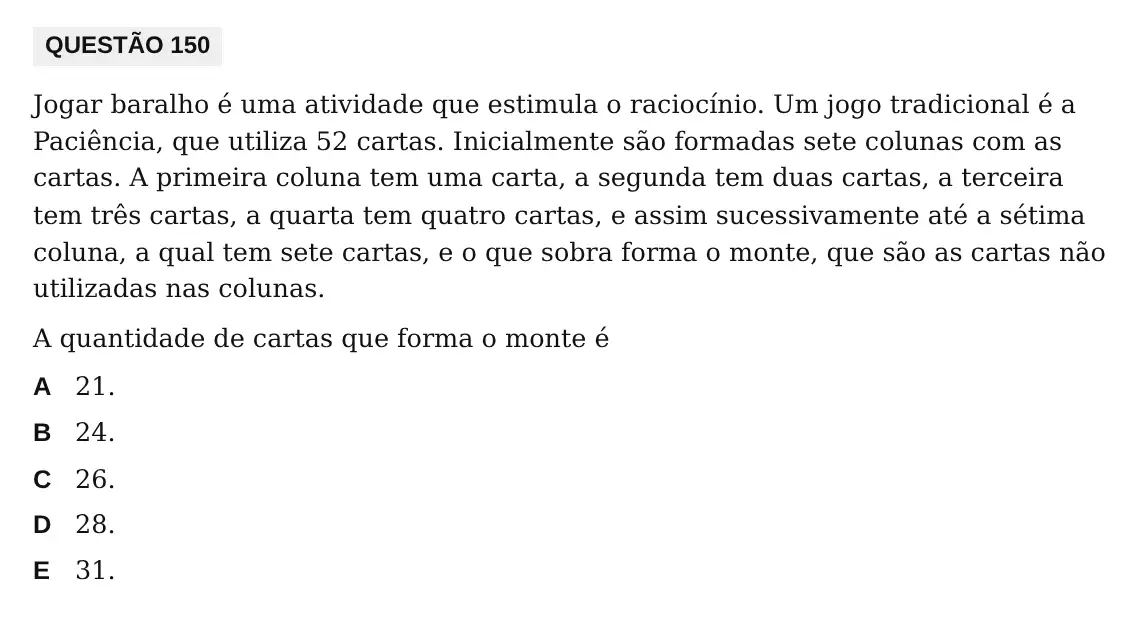 QUESTÃO 150
Jogar baralho é uma atividade que estimula o raciocínio. Um jogo tradicional é a
Paciência, que utiliza 52 cartas. Inicialmente são formadas sete colunas com as
cartas. A primeira coluna tem uma carta, a segunda tem duas cartas, a terceira
tem três cartas, a quarta tem quatro cartas, e assim sucessivamente até a sétima
coluna, a qual tem sete cartas, e o que sobra forma o monte, que são as cartas não
utilizadas nas colunas.
A quantidade de cartas que forma o monte é
A 21.
B 24.
C 26.
D 28.
E 31.